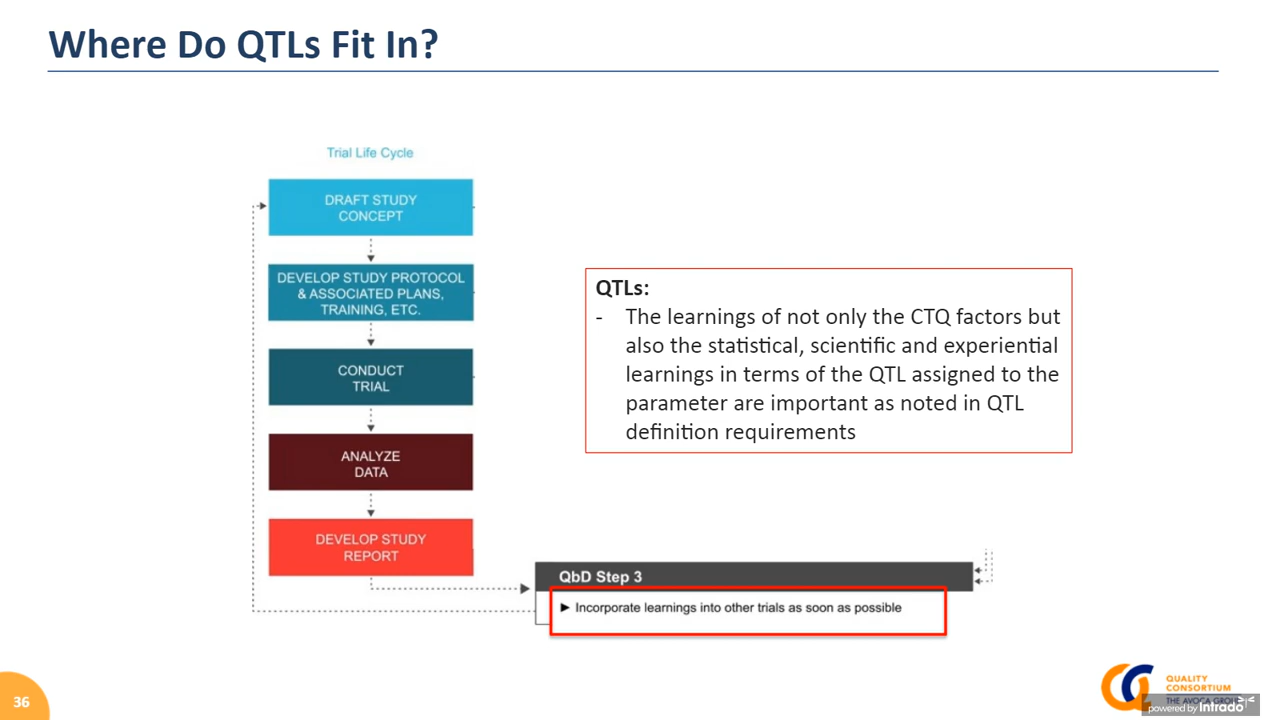 Where Do QTLs Fit In?
Trial Life Cycle
DRAFT STUDY
CONCEPT
DEVELOP STUDY PROTOCOL
& ASSOCIATED PLANS,
TRAINING, ETC.
CONDUCT
TRIAL
ANALYZE
DATA
DEVELOP STUDY
REPORT
QTLs:
- The learnings of not only the CTQ factors but
also the statistical, scientific and experiential
learnings in terms of the QTL assigned to the
parameter are important as noted in QTL
definition requirements
QbD Step 3
► Incorporate learnings into other trials as soon as possible
36
QUALITY
CONSORTIUM
THE AVOCA GROUP
powered by intrado